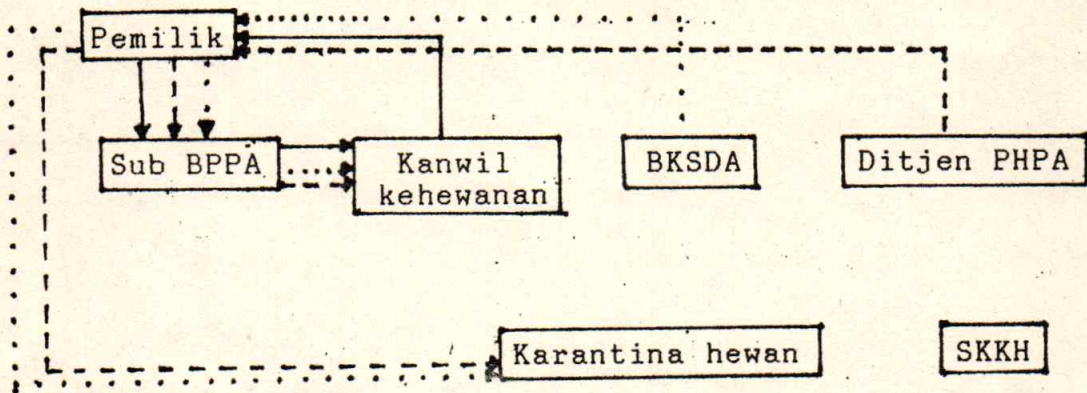 Pemilik
Sub BPPA
Kanwil
kehewanan
BKSDA
Ditjen PHPA
Karantina hewan
SKKH